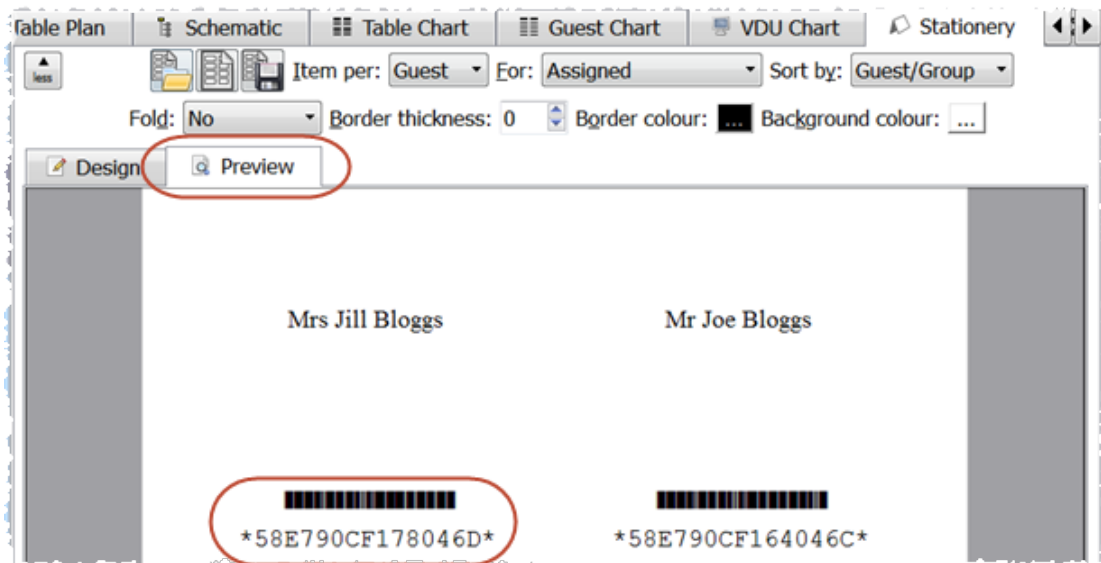 Table Plan Schematic Table Chart Guest Chart VDU Chart Stationery
less Item per: Guest For: Assigned Sort by: Guest/Group
Fold: No Border thickness: 0 Border colour: ... Background colour: ...
Design Preview
Mrs Jill Bloggs Mr Joe Bloggs
*58E790CF178046D* *58E790CF164046C*